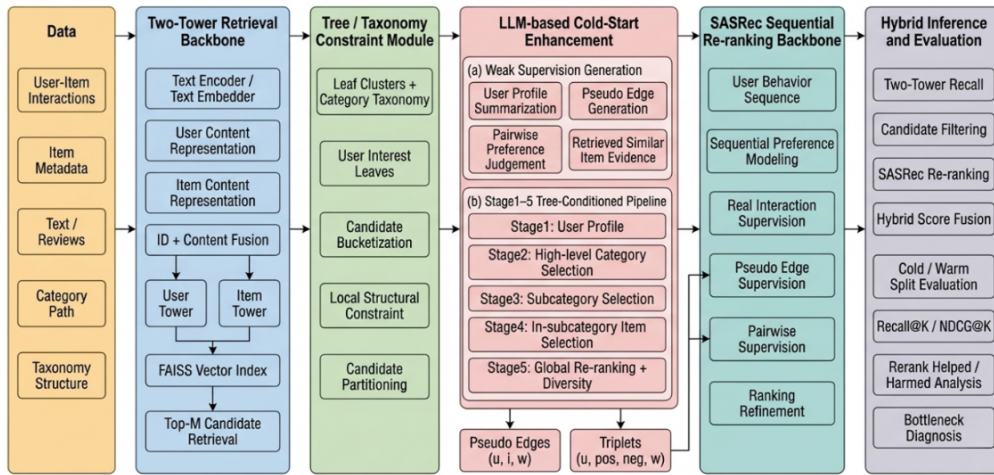 Data
User-Item
Interactions
Item
Metadata
Text /
Reviews
Category
Path
Taxonomy
Structure
Two-Tower Retrieval
Backbone
Text Encoder /
Text Embedder
User Content
Representation
Item Content
Representation
ID + Content Fusion
User
Tower
Item
Tower
FAISS Vector Index
Top-M Candidate
Retrieval
Tree / Taxonomy
Constraint Module
Leaf Clusters +
Category Taxonomy
User Interest
Leaves
Candidate
Bucketization
Local Structural
Constraint
Candidate
Partitioning
LLM-based Cold-Start
Enhancement
(a) Weak Supervision Generation
User Profile
Summarization
Pseudo Edge
Generation
Pairwise
Preference
Judgement
Retrieved Similar
Item Evidence
(b) Stage1–5 Tree-Conditioned Pipeline
Stage1: User Profile
Stage2: High-level Category
Selection
Stage3: Subcategory Selection
Stage4: In-subcategory Item
Selection
Stage5: Global Re-ranking +
Diversity
Pseudo Edges
(u, i, w)
Triplets
(u, pos, neg, w)
SASRec Sequential
Re-ranking Backbone
User Behavior
Sequence
Sequential Preference
Modeling
Real Interaction
Supervision
Pseudo Edge
Supervision
Pairwise
Supervision
Ranking
Refinement
Hybrid Inference
and Evaluation
Two-Tower Recall
Candidate Filtering
SASRec Re-ranking
Hybrid Score Fusion
Cold / Warm
Split Evaluation
Recall@K / NDCG@K
Rerank Helped /
Harmed Analysis
Bottleneck
Diagnosis